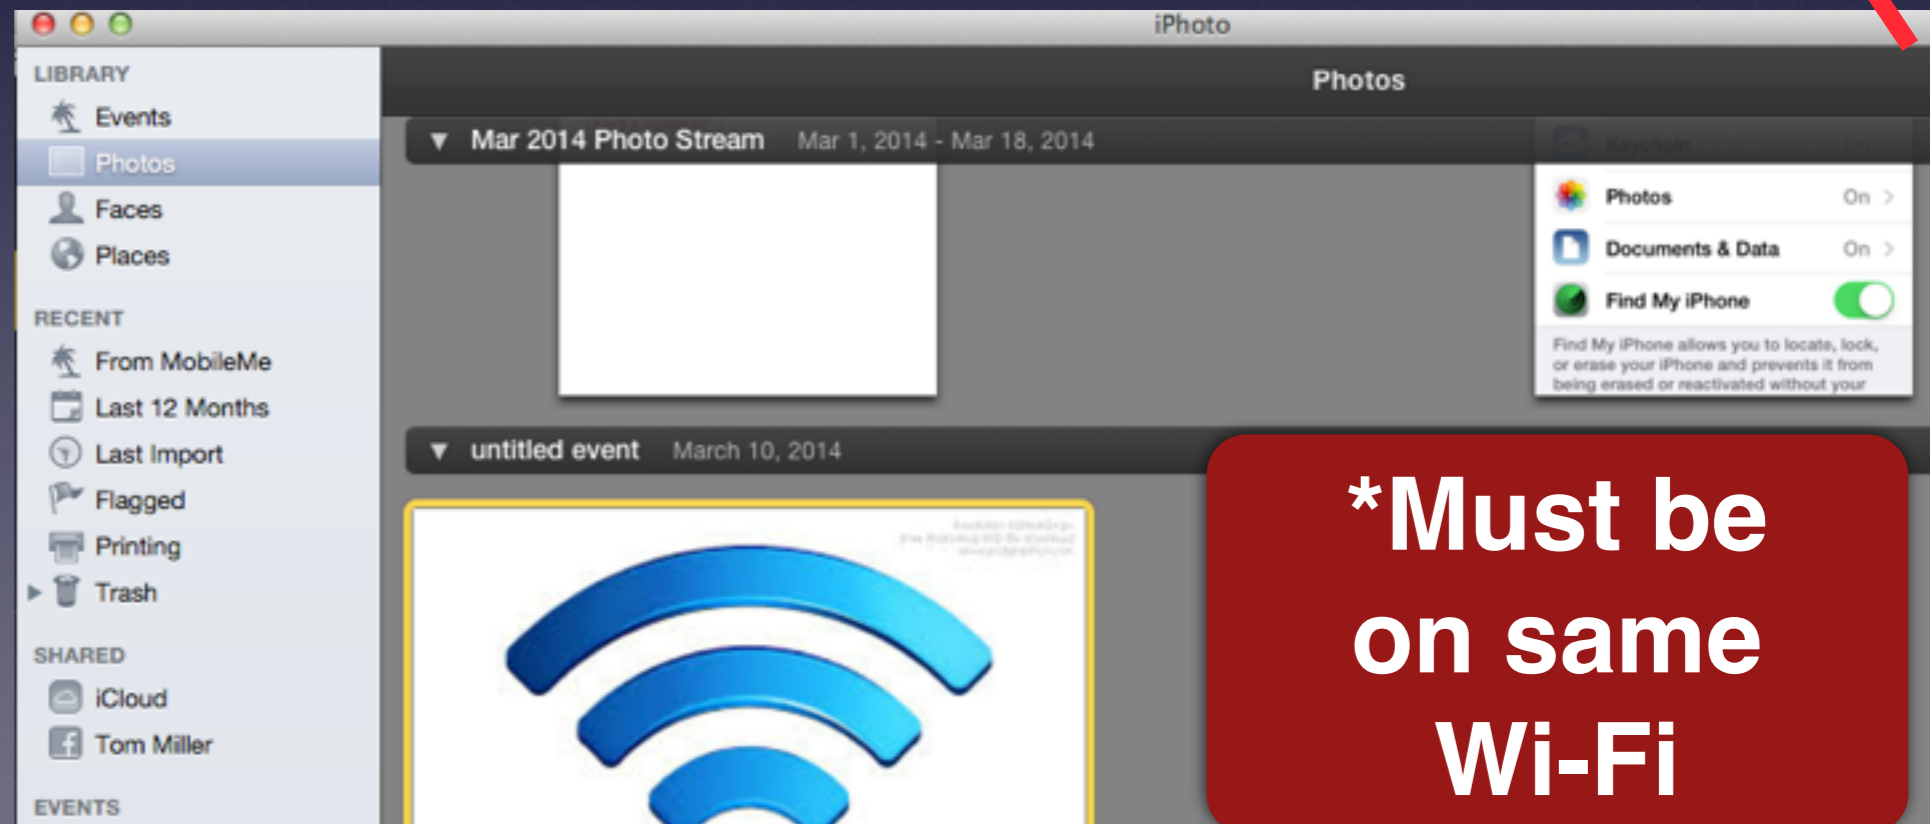 iPhoto
LIBRARY
Events
Photos
Faces
Places
RECENT
From MobileMe
Last 12 Months
Last Import
Flagged
Printing
Trash
SHARED
iCloud
Tom Miller
EVENTS
Photos
Mar 2014 Photo Stream Mar 1, 2014 - Mar 18, 2014
Keychain On
Photos On
Documents & Data On
Find My iPhone
Find My iPhone allows you to locate, lock,
or erase your iPhone and prevents it from
being erased or reactivated without your
untitled event March 10, 2014
*Must be
on same
Wi-Fi